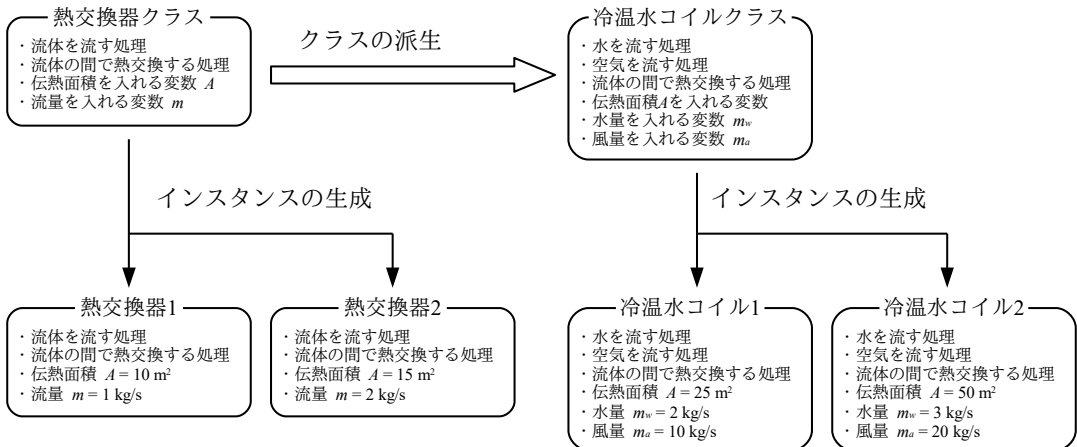 熱交換器クラス
・流体を流す処理
・流体の間で熱交換する処理
・伝熱面積を入れる変数 A
・流量を入れる変数 m
クラスの派生
冷温水コイルクラス
・水を流す処理
・空気を流す処理
・流体の間で熱交換する処理
・伝熱面積Aを入れる変数
・水量を入れる変数 mw
・風量を入れる変数 ma
インスタンスの生成
インスタンスの生成
熱交換器1
・流体を流す処理
・流体の間で熱交換する処理
・伝熱面積 A = 10 m²
・流量 m = 1 kg/s
熱交換器2
・流体を流す処理
・流体の間で熱交換する処理
・伝熱面積 A = 15 m²
・流量 m = 2 kg/s
冷温水コイル1
・水を流す処理
・空気を流す処理
・流体の間で熱交換する処理
・伝熱面積 A = 25 m²
・水量 mw = 2 kg/s
・風量 ma = 10 kg/s
冷温水コイル2
・水を流す処理
・空気を流す処理
・流体の間で熱交換する処理
・伝熱面積 A = 50 m²
・水量 mw = 3 kg/s
・風量 ma = 20 kg/s